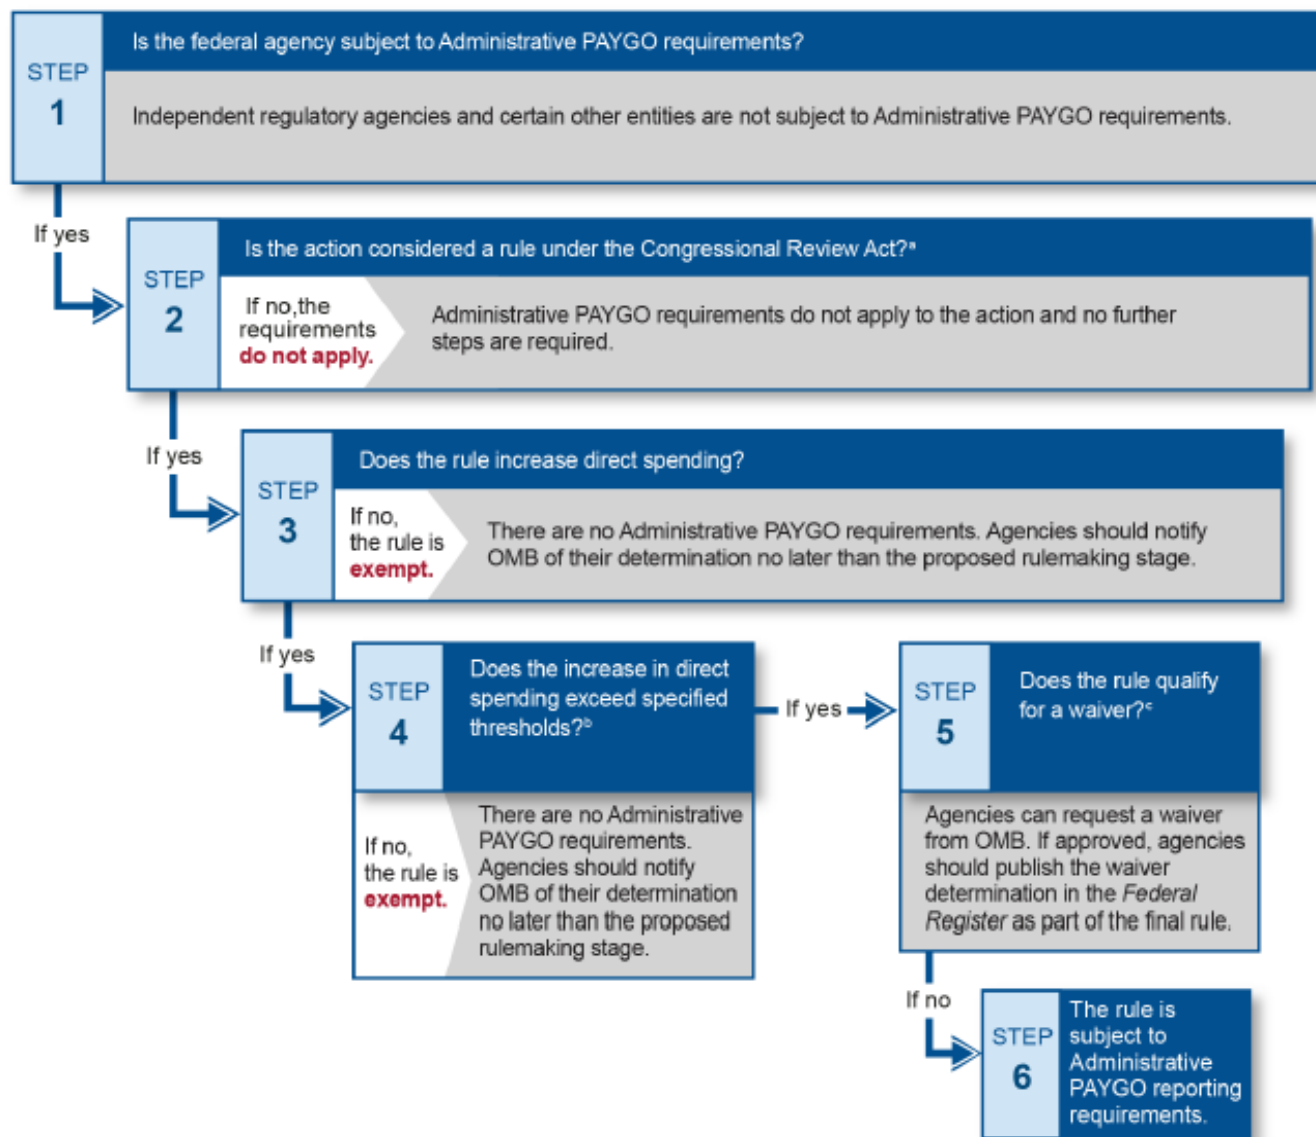 STEP
1
Is the federal agency subject to Administrative PAYGO requirements?
Independent regulatory agencies and certain other entities are not subject to Administrative PAYGO requirements.
If yes
STEP
2
Is the action considered a rule under the Congressional Review Act?ᵃ
If no,the
requirements
do not apply.
Administrative PAYGO requirements do not apply to the action and no further
steps are required.
If yes
STEP
3
Does the rule increase direct spending?
If no,
the rule is
exempt.
There are no Administrative PAYGO requirements. Agencies should notify
OMB of their determination no later than the proposed rulemaking stage.
If yes
STEP
4
Does the increase in direct
spending exceed specified
thresholds?ᵇ
If no,
the rule is
exempt.
There are no Administrative
PAYGO requirements.
Agencies should notify
OMB of their determination
no later than the proposed
rulemaking stage.
If yes
STEP
5
Does the rule qualify
for a waiver?ᶜ
Agencies can request a waiver
from OMB. If approved, agencies
should publish the waiver
determination in the Federal
Register as part of the final rule.
If no
STEP
6
The rule is
subject to
Administrative
PAYGO reporting
requirements.